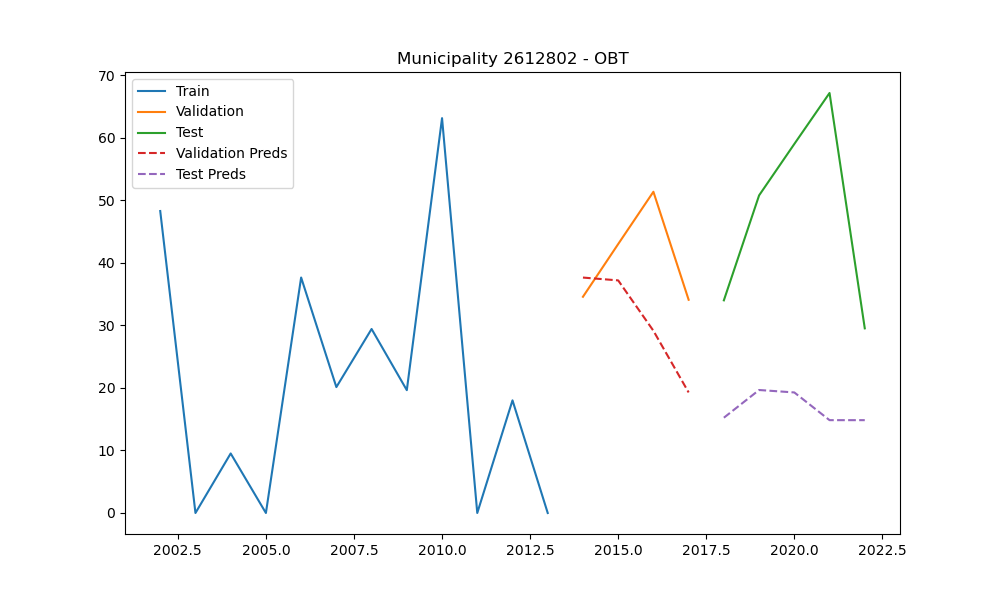 Municipality 2612802 - OBT
Train
Validation
Test
Validation Preds
Test Preds
70
60
50
40
30
20
10
0
2002.5 2005.0 2007.5 2010.0 2012.5 2015.0 2017.5 2020.0 2022.5